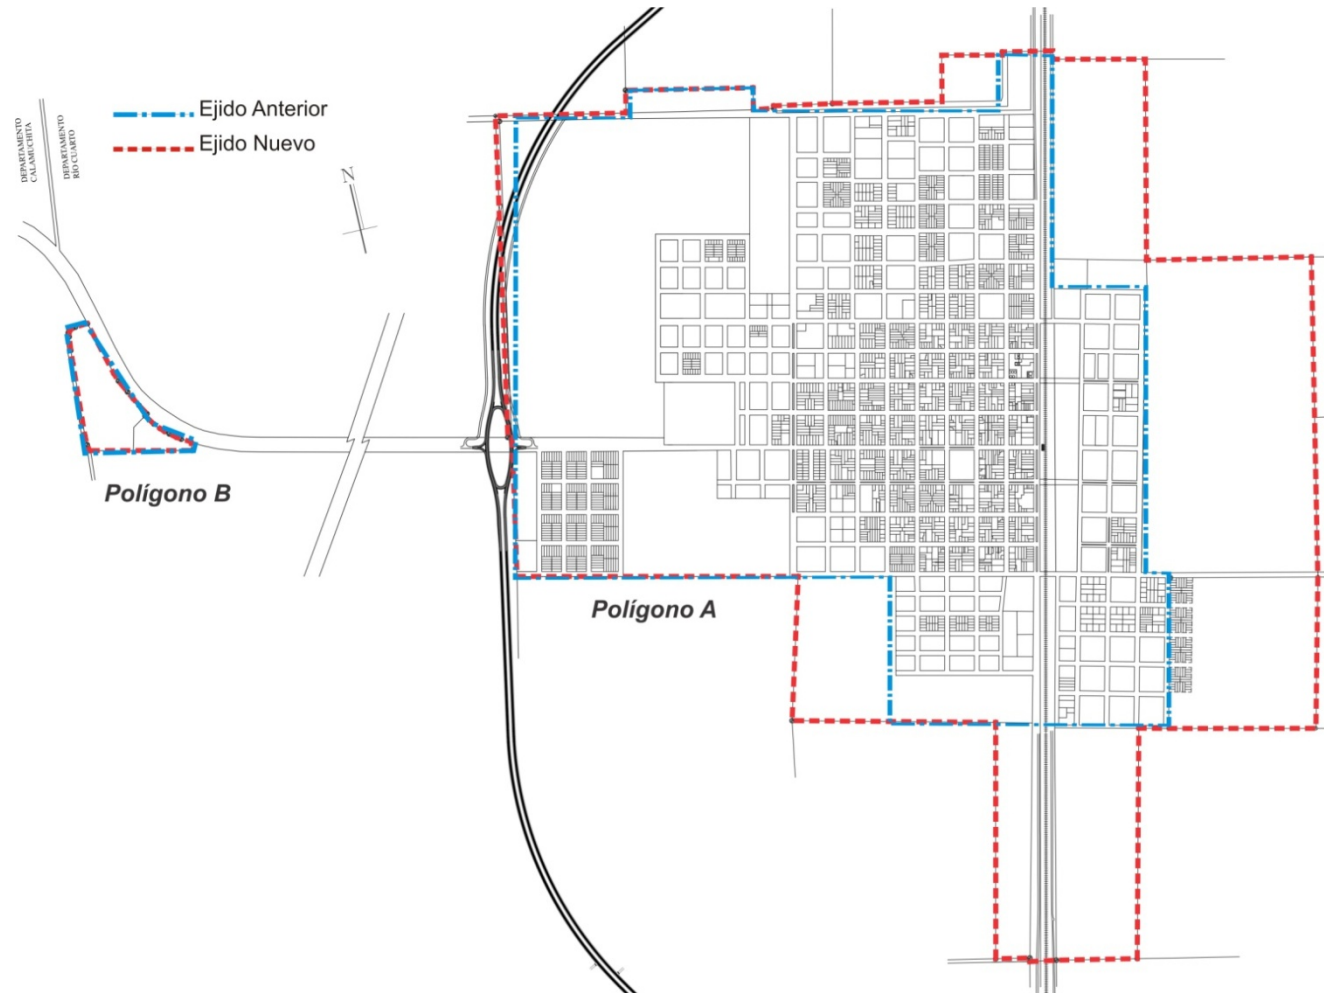 Ejido Anterior
Ejido Nuevo
DEPARTAMENTO
CALAMUCHITA
DEPARTAMENTO
RÍO CUARTO
N
Polígono B
Polígono A